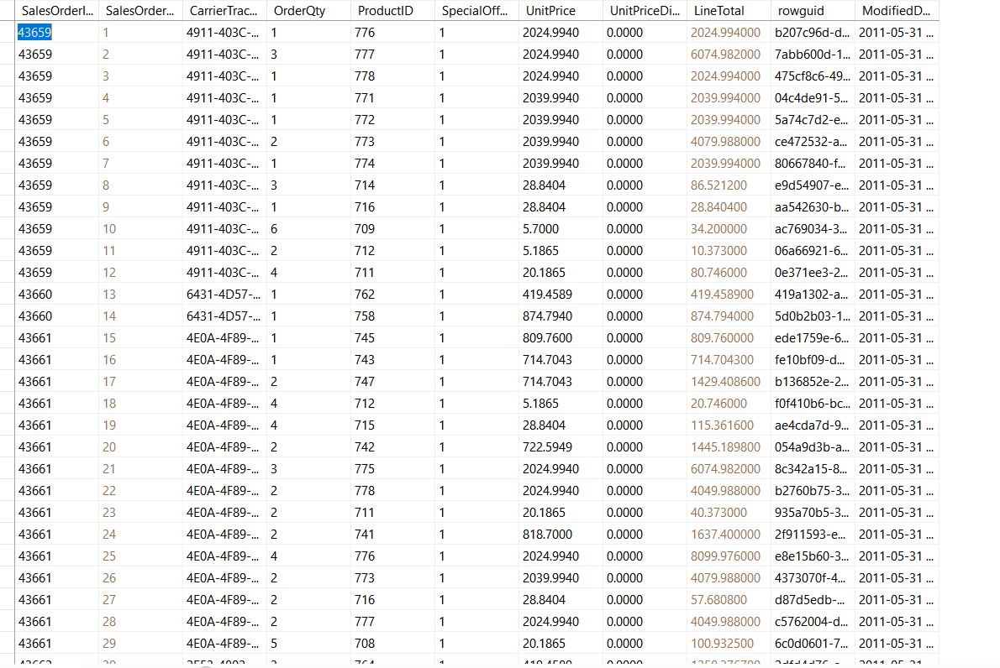 SalesOrderI... SalesOrder... CarrierTrac... OrderQty ProductID SpecialOff... UnitPrice UnitPriceDi... LineTotal rowguid ModifiedD...
43659 1 4911-403C-... 1 776 1 2024.9940 0.0000 2024.994000 b207c96d-d... 2011-05-31 ...
43659 2 4911-403C-... 3 777 1 2024.9940 0.0000 6074.982000 7abb600d-1... 2011-05-31 ...
43659 3 4911-403C-... 1 778 1 2024.9940 0.0000 2024.994000 475cf8c6-49... 2011-05-31 ...
43659 4 4911-403C-... 1 771 1 2039.9940 0.0000 2039.994000 04c4de91-5... 2011-05-31 ...
43659 5 4911-403C-... 1 772 1 2039.9940 0.0000 2039.994000 5a74c7d2-e... 2011-05-31 ...
43659 6 4911-403C-... 2 773 1 2039.9940 0.0000 4079.988000 ce472532-a... 2011-05-31 ...
43659 7 4911-403C-... 1 774 1 2039.9940 0.0000 2039.994000 80667840-f... 2011-05-31 ...
43659 8 4911-403C-... 3 714 1 28.8404 0.0000 86.521200 e9d54907-e... 2011-05-31 ...
43659 9 4911-403C-... 1 716 1 28.8404 0.0000 28.840400 aa542630-b... 2011-05-31 ...
43659 10 4911-403C-... 6 709 1 5.7000 0.0000 34.200000 ac769034-3... 2011-05-31 ...
43659 11 4911-403C-... 2 712 1 5.1865 0.0000 10.373000 06a66921-6... 2011-05-31 ...
43659 12 4911-403C-... 4 711 1 20.1865 0.0000 80.746000 0e371ee3-2... 2011-05-31 ...
43660 13 6431-4D57-... 1 762 1 419.4589 0.0000 419.458900 419a1302-a... 2011-05-31 ...
43660 14 6431-4D57-... 1 758 1 874.7940 0.0000 874.794000 5d0b2b03-1... 2011-05-31 ...
43661 15 4E0A-4F89-... 1 745 1 809.7600 0.0000 809.760000 ede1759e-6... 2011-05-31 ...
43661 16 4E0A-4F89-... 1 743 1 714.7043 0.0000 714.704300 fe10bf09-d... 2011-05-31 ...
43661 17 4E0A-4F89-... 2 747 1 714.7043 0.0000 1429.408600 b136852e-2... 2011-05-31 ...
43661 18 4E0A-4F89-... 4 712 1 5.1865 0.0000 20.746000 f0f410b6-bc... 2011-05-31 ...
43661 19 4E0A-4F89-... 4 715 1 28.8404 0.0000 115.361600 ae4cda7d-9... 2011-05-31 ...
43661 20 4E0A-4F89-... 2 742 1 722.5949 0.0000 1445.189800 054a9d3b-a... 2011-05-31 ...
43661 21 4E0A-4F89-... 3 775 1 2024.9940 0.0000 6074.982000 8c342a15-8... 2011-05-31 ...
43661 22 4E0A-4F89-... 2 778 1 2024.9940 0.0000 4049.988000 b2760b75-3... 2011-05-31 ...
43661 23 4E0A-4F89-... 2 711 1 20.1865 0.0000 40.373000 935a70b5-3... 2011-05-31 ...
43661 24 4E0A-4F89-... 2 741 1 818.7000 0.0000 1637.400000 2f911593-e... 2011-05-31 ...
43661 25 4E0A-4F89-... 4 776 1 2024.9940 0.0000 8099.976000 e8e15b60-3... 2011-05-31 ...
43661 26 4E0A-4F89-... 2 773 1 2039.9940 0.0000 4079.988000 4373070f-4... 2011-05-31 ...
43661 27 4E0A-4F89-... 2 716 1 28.8404 0.0000 57.680800 d87d5edb-... 2011-05-31 ...
43661 28 4E0A-4F89-... 2 777 1 2024.9940 0.0000 4049.988000 c5762004-d... 2011-05-31 ...
43661 29 4E0A-4F89-... 5 708 1 20.1865 0.0000 100.932500 6c0d0601-7... 2011-05-31 ...